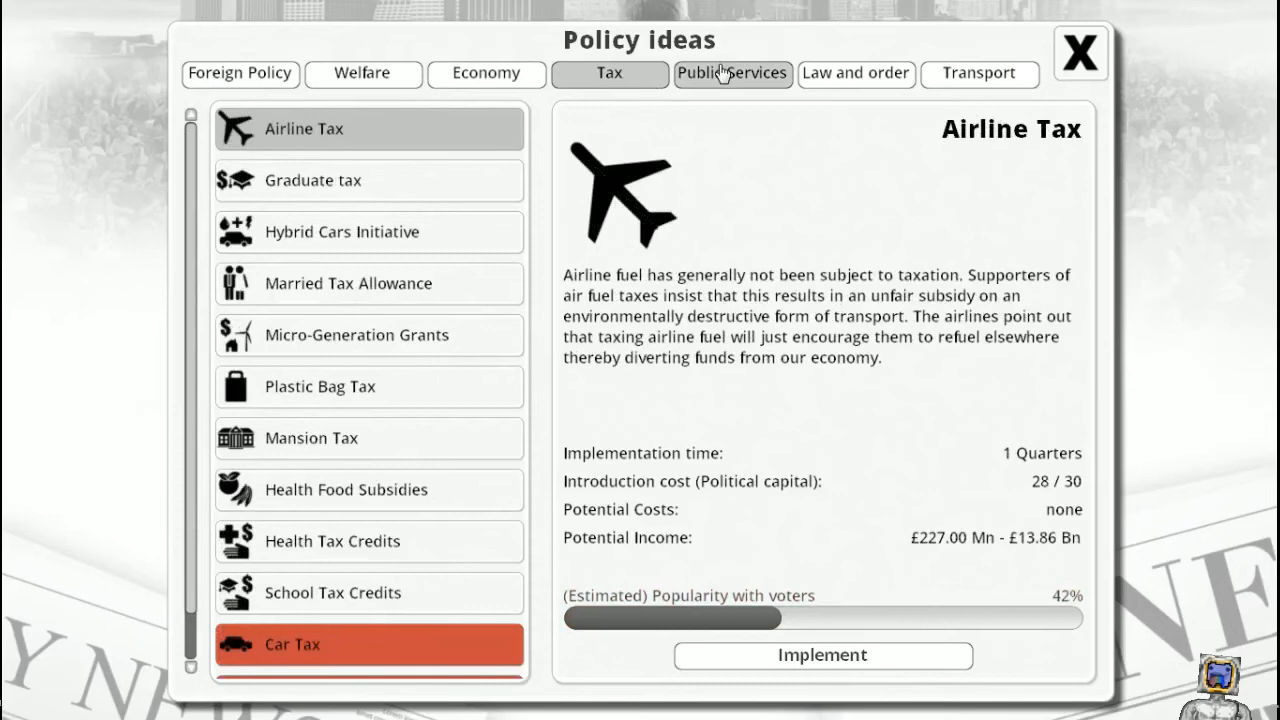 Policy ideas
X
Foreign Policy
Welfare
Economy
Tax
Public Services
Law and order
Transport
Airline Tax
Graduate tax
Hybrid Cars Initiative
Married Tax Allowance
Micro-Generation Grants
Plastic Bag Tax
Mansion Tax
Health Food Subsidies
Health Tax Credits
School Tax Credits
Car Tax
Airline Tax
Airline fuel has generally not been subject to taxation. Supporters of
air fuel taxes insist that this results in an unfair subsidy on an
environmentally destructive form of transport. The airlines point out
that taxing airline fuel will just encourage them to refuel elsewhere
thereby diverting funds from our economy.
Implementation time: 1 Quarters
Introduction cost (Political capital): 28 / 30
Potential Costs: none
Potential Income: £227.00 Mn - £13.86 Bn
(Estimated) Popularity with voters 42%
Implement